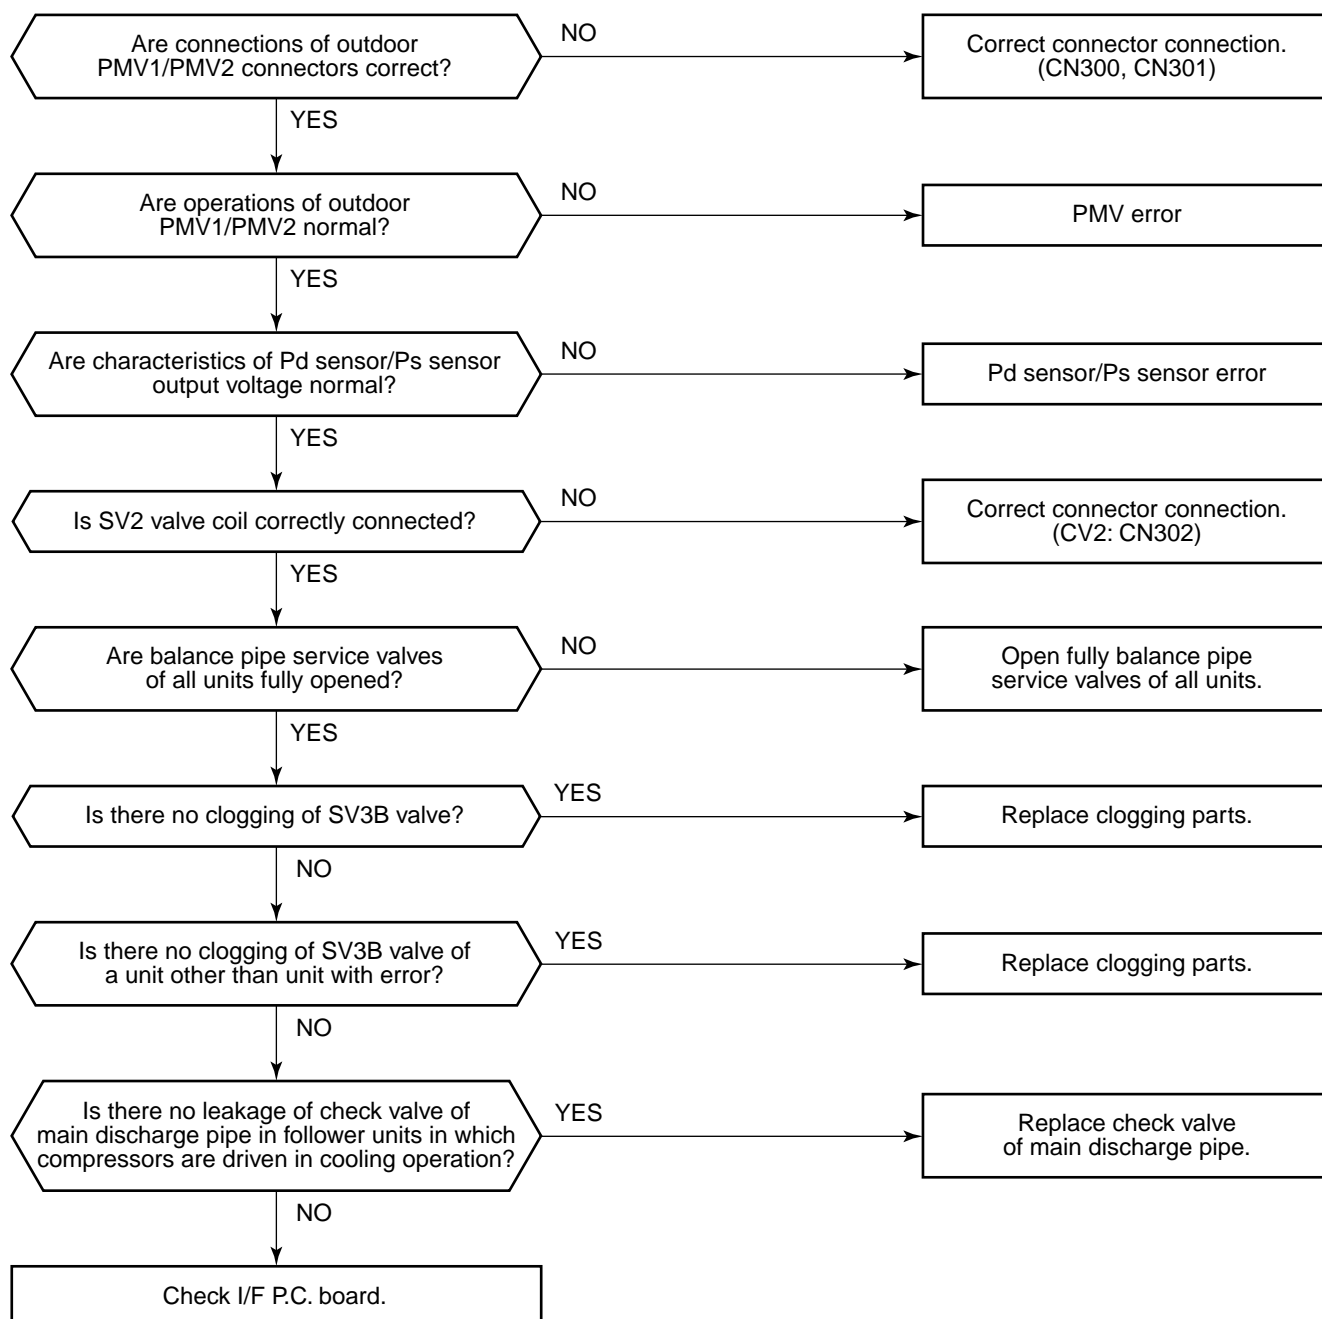 Are connections of outdoor
PMV1/PMV2 connectors correct?
NO
Correct connector connection.
(CN300, CN301)
YES
Are operations of outdoor
PMV1/PMV2 normal?
NO
PMV error
YES
Are characteristics of Pd sensor/Ps sensor
output voltage normal?
NO
Pd sensor/Ps sensor error
YES
Is SV2 valve coil correctly connected?
NO
Correct connector connection.
(CV2: CN302)
YES
Are balance pipe service valves
of all units fully opened?
NO
Open fully balance pipe
service valves of all units.
YES
Is there no clogging of SV3B valve?
YES
Replace clogging parts.
NO
Is there no clogging of SV3B valve of
a unit other than unit with error?
YES
Replace clogging parts.
NO
Is there no leakage of check valve of
main discharge pipe in follower units in which
compressors are driven in cooling operation?
YES
Replace check valve
of main discharge pipe.
NO
Check I/F P.C. board.